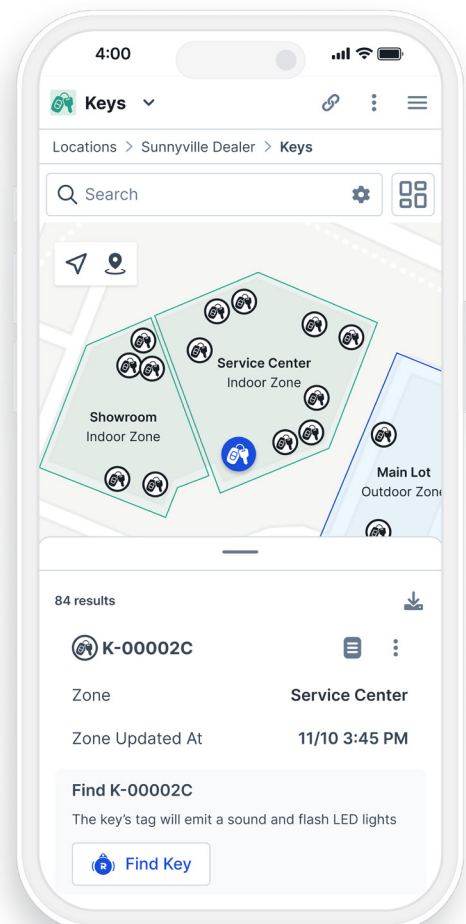 4:00
Keys
Locations > Sunnyville Dealer > Keys
Search
Service Center
Indoor Zone
Showroom
Indoor Zone
Main Lot
Outdoor Zone
84 results
K-00002C
Zone Service Center
Zone Updated At 11/10 3:45 PM
Find K-00002C
The key's tag will emit a sound and flash LED lights
R Find Key